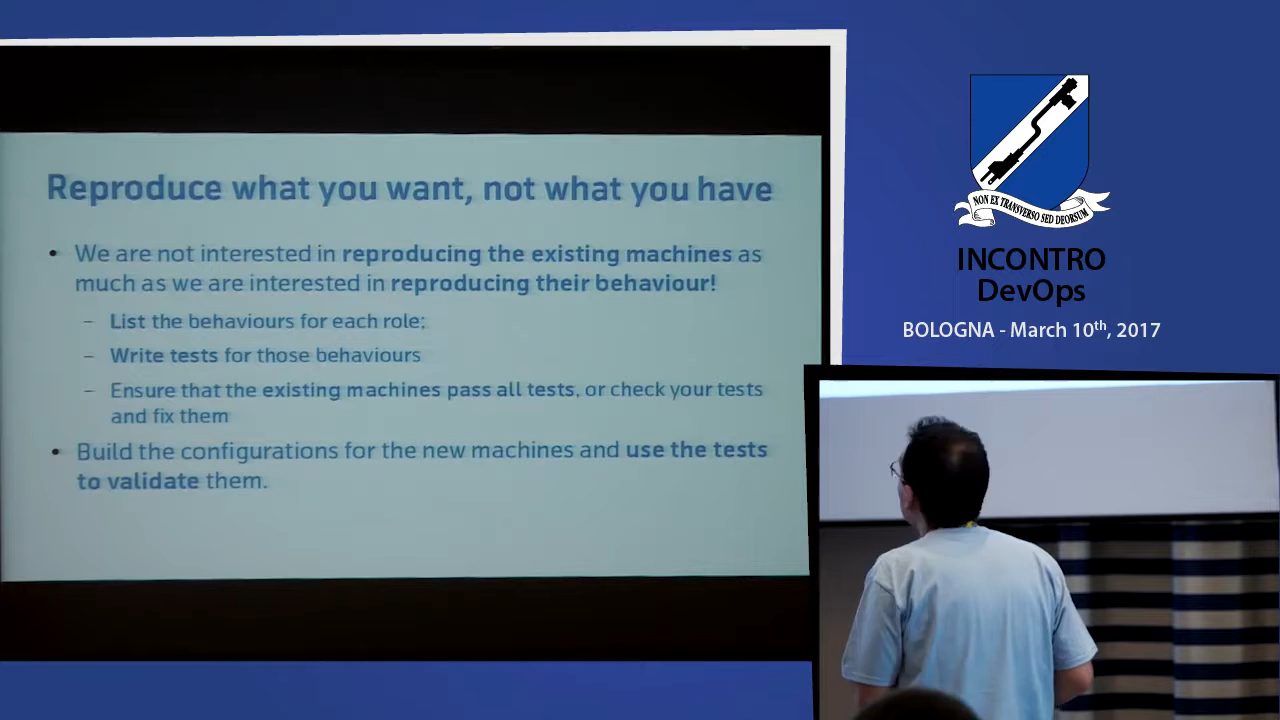 Reproduce what you want, not what you have
• We are not interested in reproducing the existing machines as
much as we are interested in reproducing their behaviour!
– List the behaviours for each role;
– Write tests for those behaviours
– Ensure that the existing machines pass all tests, or check your tests
and fix them
• Build the configurations for the new machines and use the tests
to validate them.
NON EX TRANSVERSO SED DEORSUM
INCONTRO
DevOps
BOLOGNA - March 10th, 2017